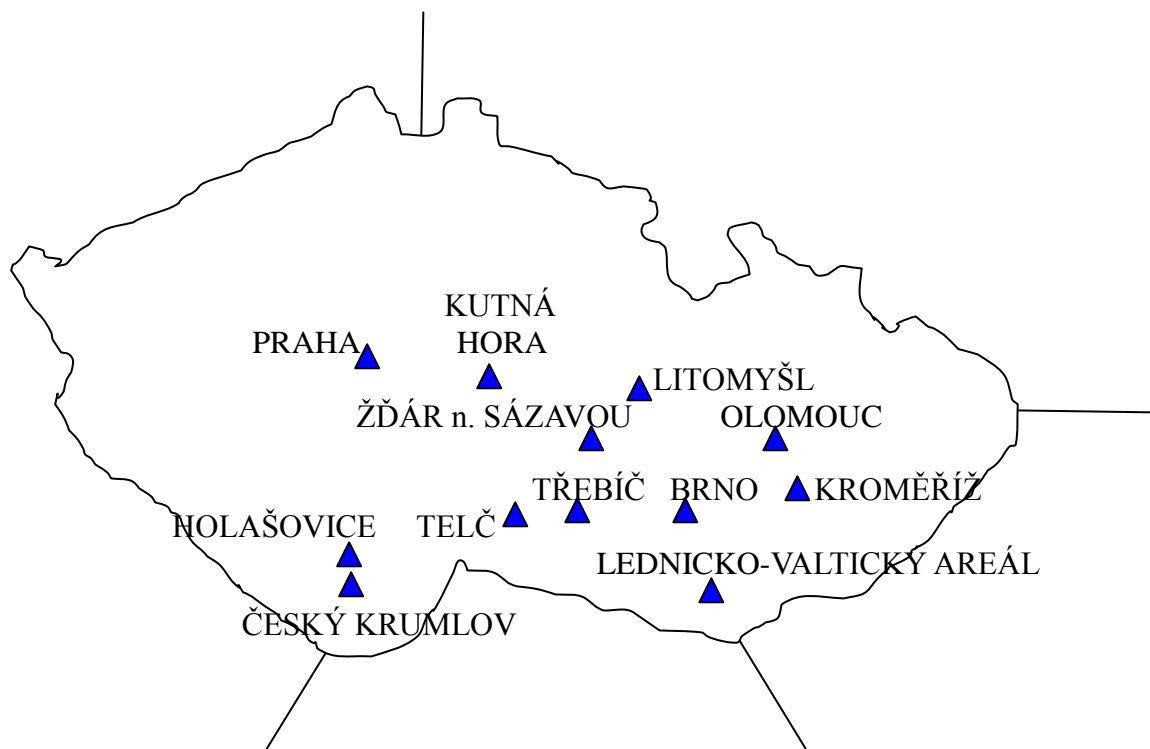 KUTNÁ
HORA
PRAHA
LITOMYŠL
ŽĎÁR n. SÁZAVOU
OLOMOUC
TŘEBÍČ
BRNO
KROMĚŘÍŽ
HOLAŠOVICE
TELČ
LEDNICKO-VALTICKÝ AREÁL
ČESKÝ KRUMLOV